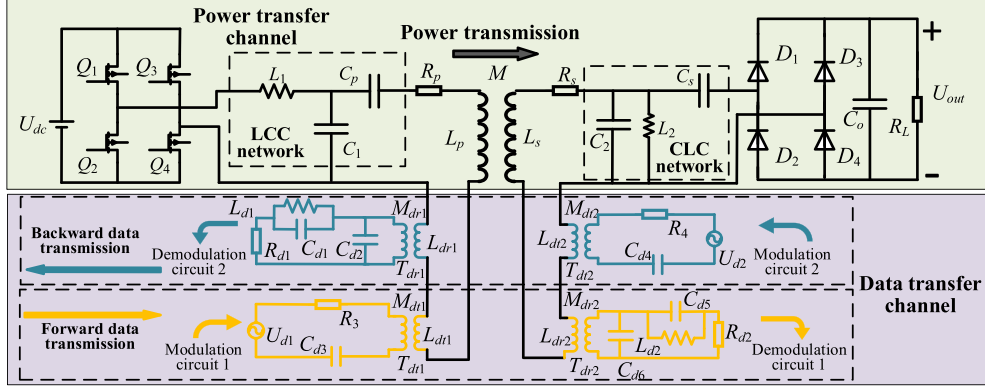 Power transfer
channel
Power transmission
Q1
Q3
L1
Cp
Rp
M
Rs
Cs
D1
D3
Udc
LCC
network
C1
Lp
Ls
C2
L2
CLC
network
Co
RL
Uout
Q2
Q4
D2
D4
Backward data
transmission
Demodulation
circuit 2
Ld1
Rd1
Cd1
Cd2
Mdr1
Ldr1
Tdr1
Mdt2
Ldt2
Tdt2
R4
Cd4
Ud2
Modulation
circuit 2
Data transfer
channel
Forward data
transmission
Modulation
circuit 1
Ud1
R3
Cd3
Mdt1
Ldt1
Tdt1
Mdr2
Ldr2
Tdr2
Cd5
Ld2
Cd6
Rd2
Demodulation
circuit 1